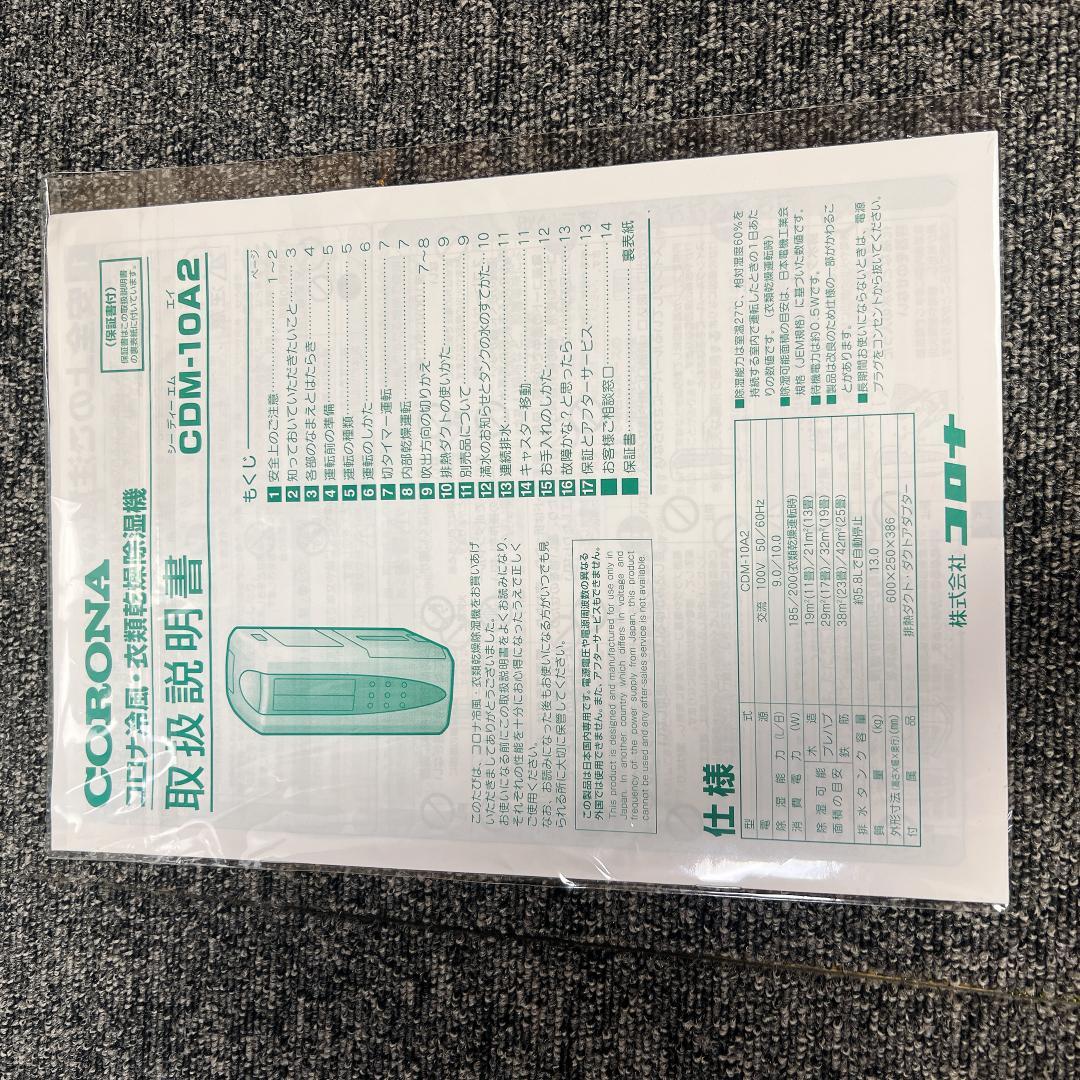 CORONA
コロナ冷風・衣類乾燥除湿機
取扱説明書
シーディーエム エイ
CDM-10A2
〈保証書付〉
保証書はこの取扱説明書
の裏表紙に付いています。
このたびは、コロナ冷風・衣類乾燥除湿機をお買いあげ
いただきましてありがとうございました。
お使いになる前にこの取扱説明書をよくお読みになり、
それぞれの性能を十分にお心得になったうえで正しく
ご使用ください。
なお、お読みになった後もお使いになる方がいつでも見
られる所に大切に保管してください。
この製品は日本国内専用です。電源電圧や電源周波数の異なる
外国では使用できません。また、アフターサービスもできません。
This product is designed and manufactured for use only in
Japan. In another country which differs in voltage and
frequency of the power supply from Japan, this product
cannot be used and any after-sales service is not available.
もくじ
ページ
1 安全上のご注意 1～2
2 知っておいていただきたいこと 3
3 各部のなまえとはたらき 4
4 運転前の準備 5
5 運転の種類 5
6 運転のしかた 6
7 切タイマー運転 7
8 内部乾燥運転 7
9 吹出方向の切りかえ 7～8
10 排熱ダクトの使いかた 9
11 別売品について 9
12 満水のお知らせとタンクの水のすてかた 10
13 連続排水 11
14 キャスター移動 11
15 お手入れのしかた 12
16 故障かな?と思ったら 13
17 保証とアフターサービス 13
■お客様ご相談窓口 14
■保証書 裏表紙
仕様
型式 CDM-10A2
電源 交流 100V 50/60Hz
除湿能力(L/日) 9.0/10.0
消費電力(W) 185/200(衣類乾燥運転時)
除湿可能面積の目安 木造 19m²(11畳)/21m²(13畳)
プレハブ 29m²(17畳)/32m²(19畳)
鉄筋 38m²(23畳)/42m²(25畳)
排水タンク容量 約5.8Lで自動停止
質量(kg) 13.0
外形寸法(高さ×幅×奥行)(mm) 600×250×386
付属品 排熱ダクト・ダクトアダプター
■除湿能力は室温27℃、相対湿度60%を
持続する室内で運転したときの1日あた
りの数値です。(衣類乾燥運転時)
■除湿可能面積の目安は、日本電機工業会
規格（JEM規格）に基づいた数値です。
■待機電力は約0.5Wです。
■製品は改良のため仕様の一部がかわるこ
とがあります。
■長期間お使いにならないときは、電源
プラグをコンセントから抜いてください。
株式会社 コロナ